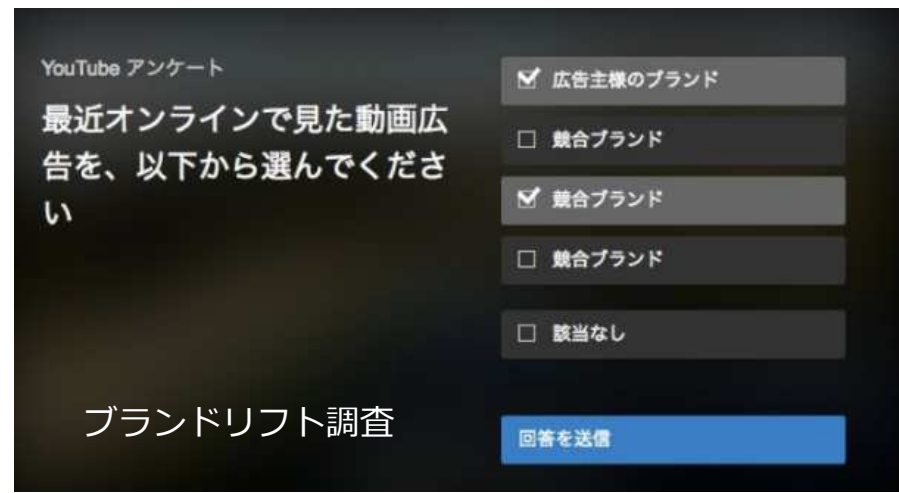 YouTube アンケート
最近オンラインで見た動画広
告を、以下から選んでくださ
い
広告主様のブランド
競合ブランド
競合ブランド
競合ブランド
該当なし
回答を送信
ブランドリフト調査